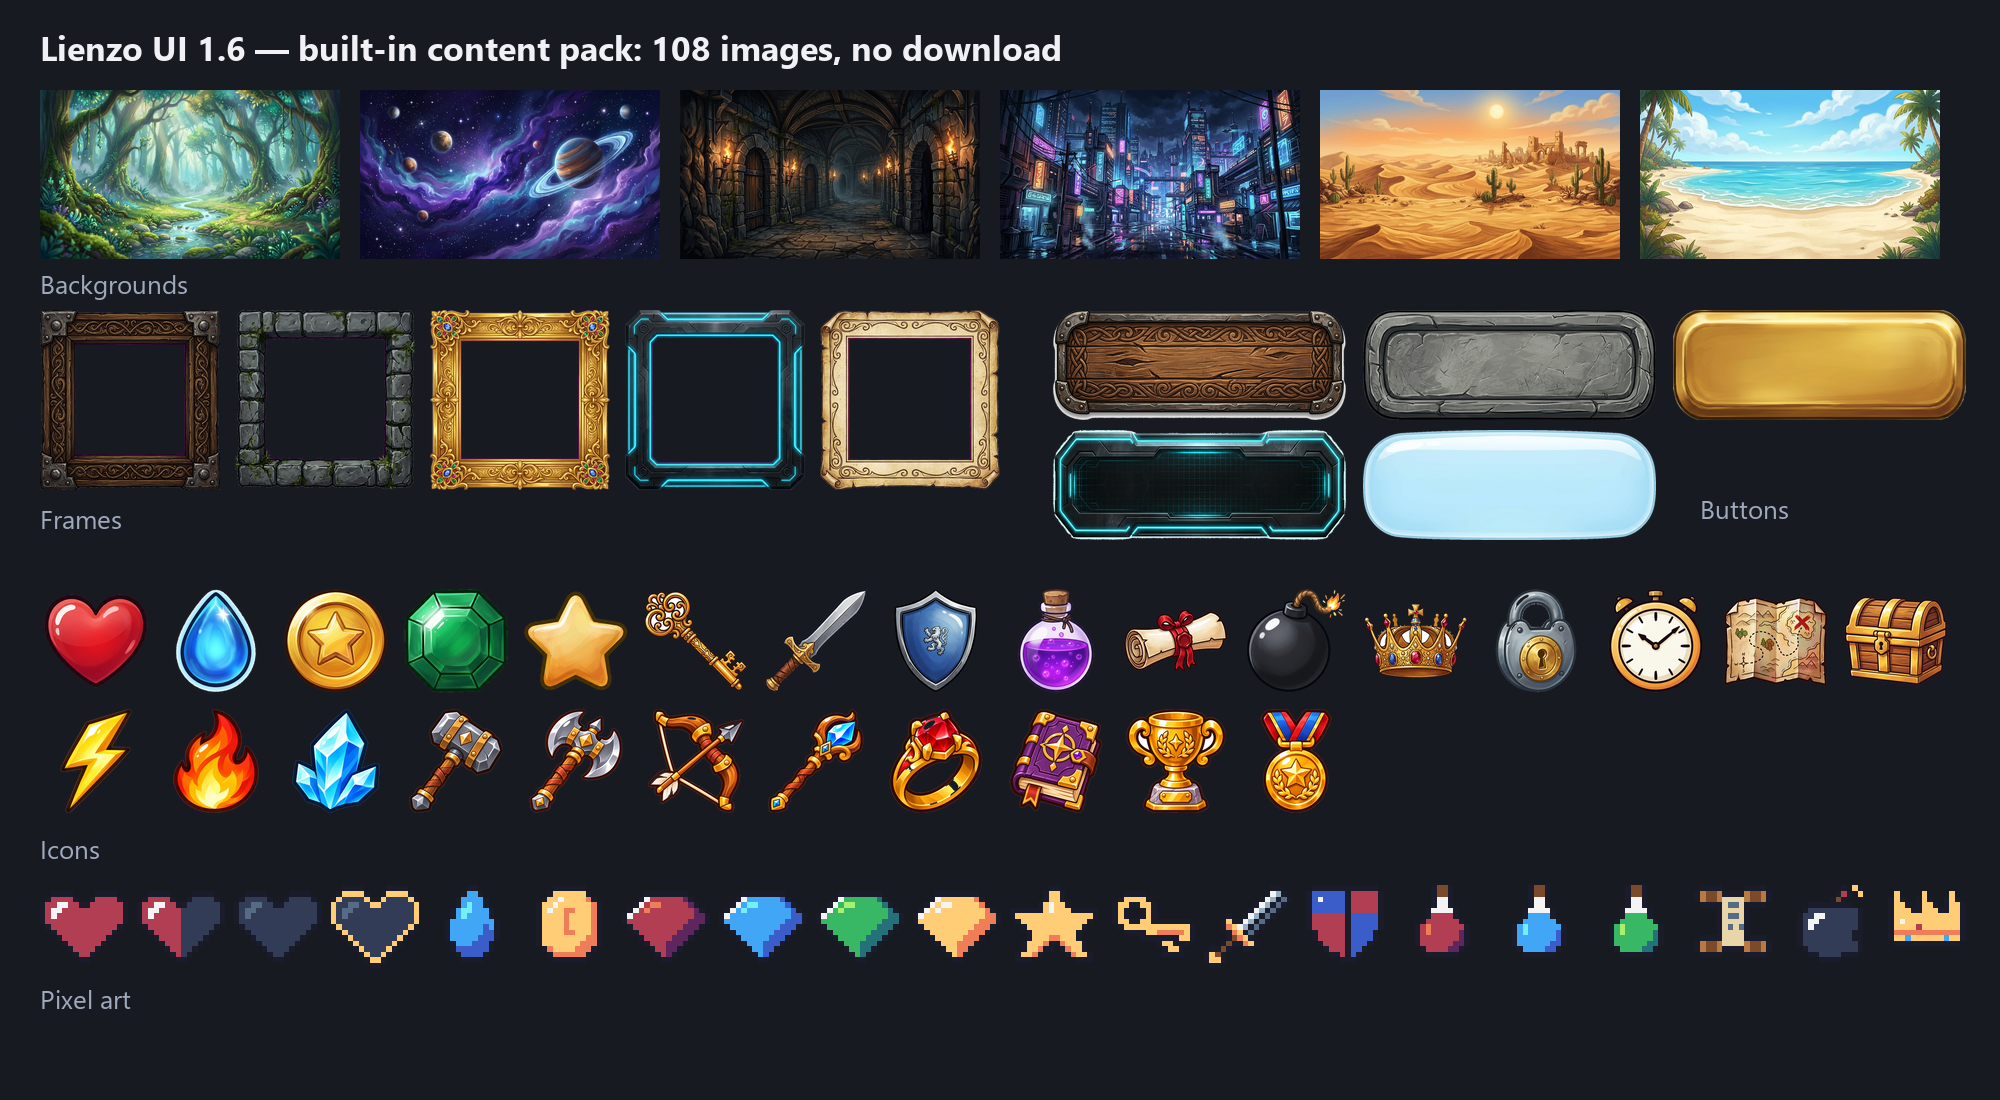 Lienzo UI 1.6 — built-in content pack: 108 images, no download
Backgrounds
Frames
Buttons
Icons
Pixel art